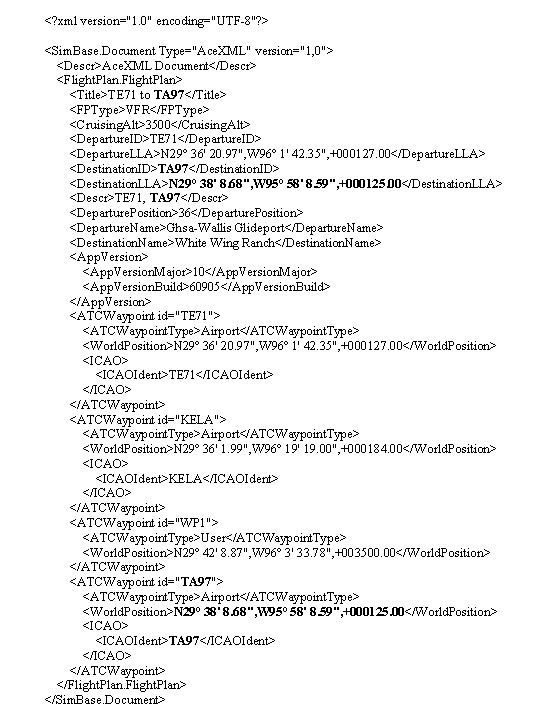 <?xml version="1.0" encoding="UTF-8"?>
<SimBase.Document Type="AceXML" version="1,0">
<Descr>AceXML Document</Descr>
<FlightPlan.FlightPlan>
<Title>TE71 to TA97</Title>
<FPType>VFR</FPType>
<CruisingAlt>3500</CruisingAlt>
<DepartureID>TE71</DepartureID>
<DepartureLLA>N29° 36' 20.97",W96° 1' 42.35",+000127.00</DepartureLLA>
<DestinationID>TA97</DestinationID>
<DestinationLLA>N29° 38' 8.68",W95° 58' 8.59",+000125.00</DestinationLLA>
<Descr>TE71, TA97</Descr>
<DeparturePosition>36</DeparturePosition>
<DepartureName>Ghsa-Wallis Glideport</DepartureName>
<DestinationName>White Wing Ranch</DestinationName>
<AppVersion>
<AppVersionMajor>10</AppVersionMajor>
<AppVersionBuild>60905</AppVersionBuild>
</AppVersion>
<ATCWaypoint id="TE71">
<ATCWaypointType>Airport</ATCWaypointType>
<WorldPosition>N29° 36' 20.97",W96° 1' 42.35",+000127.00</WorldPosition>
<ICAO>
<ICAOIdent>TE71</ICAOIdent>
</ICAO>
</ATCWaypoint>
<ATCWaypoint id="KELA">
<ATCWaypointType>Airport</ATCWaypointType>
<WorldPosition>N29° 36' 1.99",W96° 19' 19.00",+000184.00</WorldPosition>
<ICAO>
<ICAOIdent>KELA</ICAOIdent>
</ICAO>
</ATCWaypoint>
<ATCWaypoint id="WP1">
<ATCWaypointType>User</ATCWaypointType>
<WorldPosition>N29° 42' 8.87",W96° 3' 33.78",+003500.00</WorldPosition>
</ATCWaypoint>
<ATCWaypoint id="TA97">
<ATCWaypointType>Airport</ATCWaypointType>
<WorldPosition>N29° 38' 8.68",W95° 58' 8.59",+000125.00</WorldPosition>
<ICAO>
<ICAOIdent>TA97</ICAOIdent>
</ICAO>
</ATCWaypoint>
</FlightPlan.FlightPlan>
</SimBase.Document>